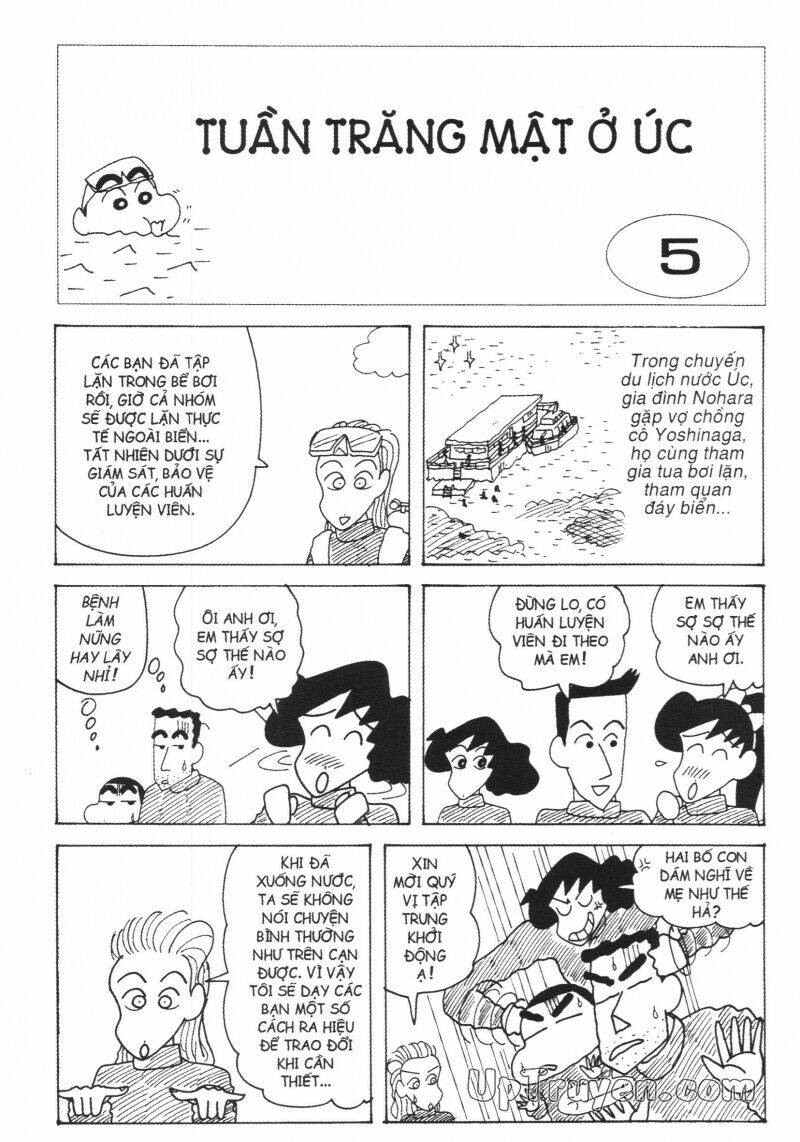 TUẦN TRĂNG MẬT Ở ÚC
5
Trong chuyến
du lịch nước Úc,
gia đình Nohara
gặp vợ chồng
cô Yoshinaga,
họ cùng tham
gia tua bơi lặn,
tham quan
đáy biển...
CÁC BẠN ĐÃ TẬP
LẶN TRONG BỂ BƠI
RỒI, GIỜ CẢ NHÓM
SẼ ĐƯỢC LẶN THỰC
TẾ NGOÀI BIỂN...
TẤT NHIÊN DƯỚI SỰ
GIÁM SÁT, BẢO VỆ
CỦA CÁC HUẤN
LUYỆN VIÊN.
EM THẤY
SỢ SỢ THẾ
NÀO ẤY
ANH ƠI.
ĐỪNG LO, CÓ
HUẤN LUYỆN
VIÊN ĐI THEO
MÀ EM!
ÔI ANH ƠI,
EM THẤY SỢ
SỢ THẾ NÀO
ẤY!
BỆNH
LÀM
NŨNG
HAY LÂY
NHỈ!
HAI BỐ CON
DÁM NGHĨ VỀ
MẸ NHƯ THẾ
HẢ?
XIN
MỜI QUÝ
VỊ TẬP
TRUNG
KHỞI
ĐỘNG
Ạ!
KHI ĐÃ
XUỐNG NƯỚC,
TA SẼ KHÔNG
NÓI CHUYỆN
BÌNH THƯỜNG
NHƯ TRÊN CẠN
ĐƯỢC. VÌ VẬY
TÔI SẼ DẠY CÁC
BẠN MỘT SỐ
CÁCH RA HIỆU
ĐỂ TRAO ĐỔI
KHI CẦN
THIẾT...
UpTruyen.com